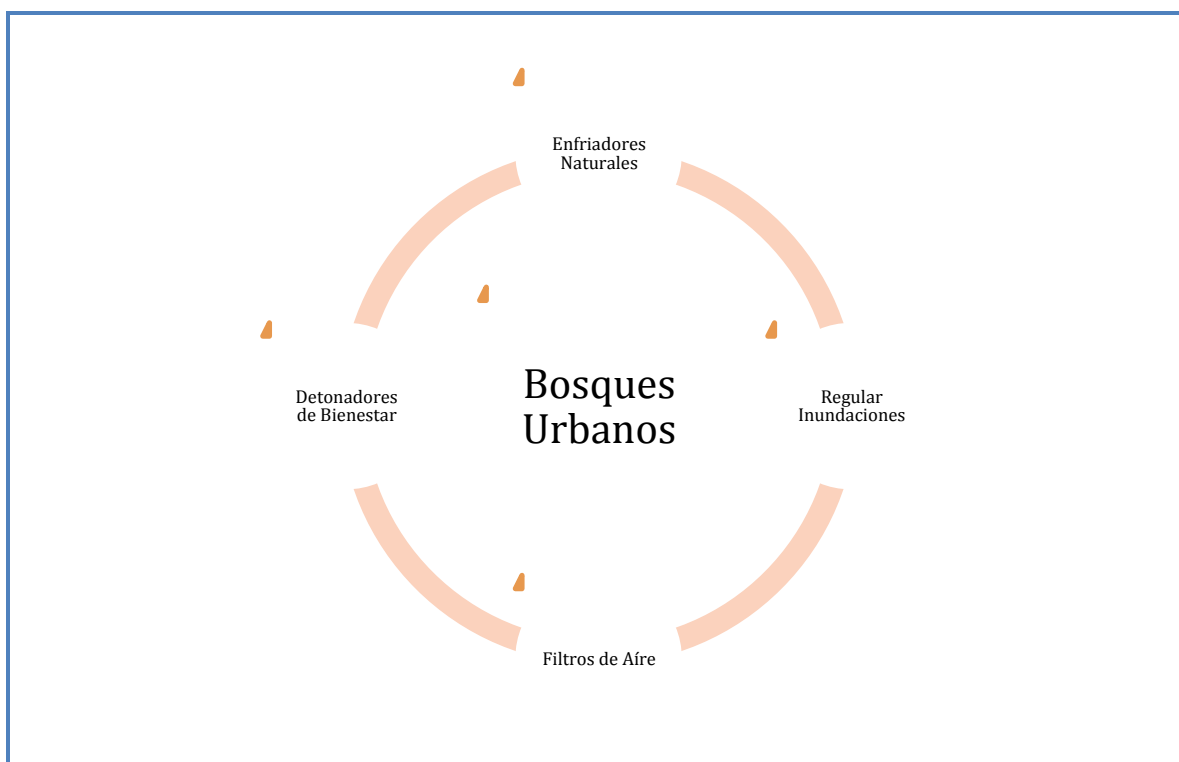 Enfriadores
Naturales
Detonadores
de Bienestar
Bosques
Urbanos
Regular
Inundaciones
Filtros de Aíre